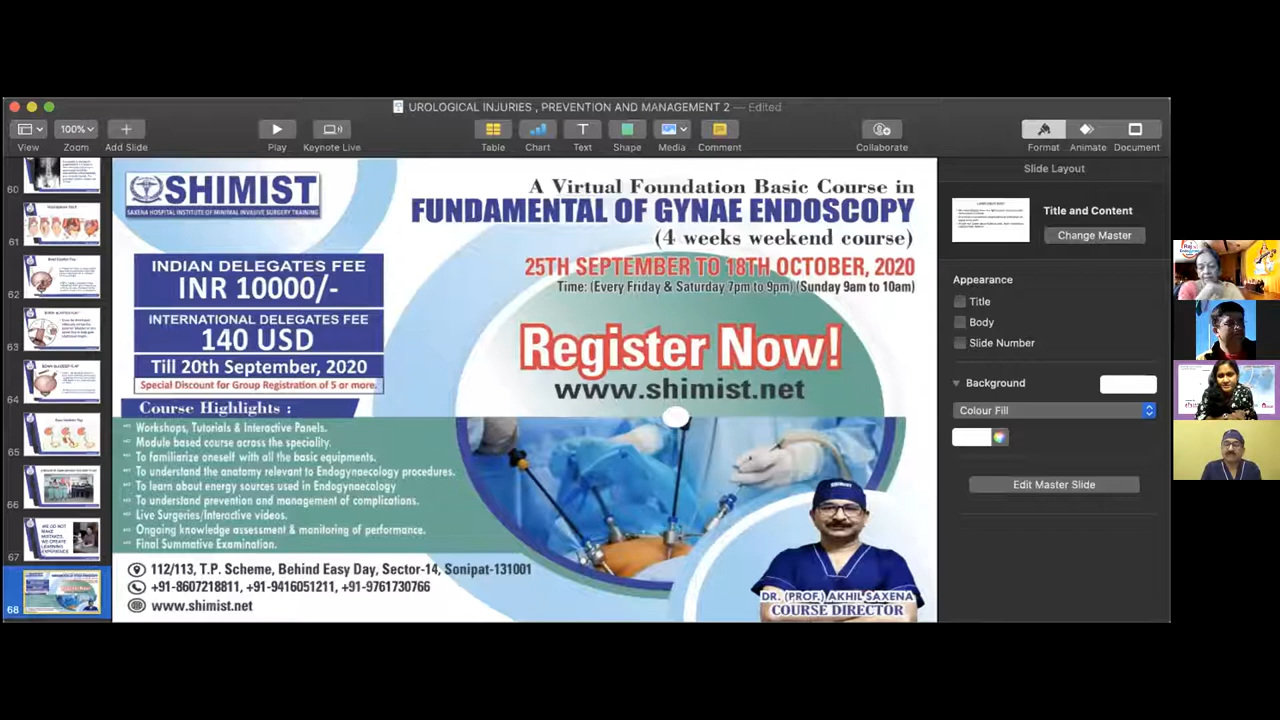 UROLOGICAL INJURIES , PREVENTION AND MANAGEMENT 2 — Edited
100%
View
Zoom
Add Slide
Play
Keynote Live
Table
Chart
Text
Shape
Media
Comment
Collaborate
Format
Animate
Document
60
61
62
63
64
65
66
67
WE DO NOT
MAKE
MISTAKES,
WE CREATE
LEARNING
EXPERIENCE
68
SHIMIST
SAXENA HOSPITAL INSTITUTE OF MINIMAL INVASIVE SURGERY TRAINING
A Virtual Foundation Basic Course in
FUNDAMENTAL OF GYNAE ENDOSCOPY
(4 weeks weekend course)
25TH SEPTEMBER TO 18TH OCTOBER, 2020
Time: (Every Friday & Saturday 7pm to 9pm) (Sunday 9am to 10am)
INDIAN DELEGATES FEE
INR 10000/-
INTERNATIONAL DELEGATES FEE
140 USD
Till 20th September, 2020
Special Discount for Group Registration of 5 or more.
Register Now!
www.shimist.net
Course Highlights :
Workshops, Tutorials & Interactive Panels.
Module based course across the speciality.
To familiarize oneself with all the basic equipments.
To understand the anatomy relevant to Endogynaecology procedures.
To learn about energy sources used in Endogynaecology
To understand prevention and management of complications.
Live Surgeries/Interactive videos.
Ongoing knowledge assessment & monitoring of performance.
Final Summative Examination.
112/113, T.P. Scheme, Behind Easy Day, Sector-14, Sonipat-131001
+91-8607218811, +91-9416051211, +91-9761730766
www.shimist.net
DR. (PROF.) AKHIL SAXENA
COURSE DIRECTOR
Slide Layout
Title and Content
Change Master
Appearance
Title
Body
Slide Number
Background
Colour Fill
Edit Master Slide